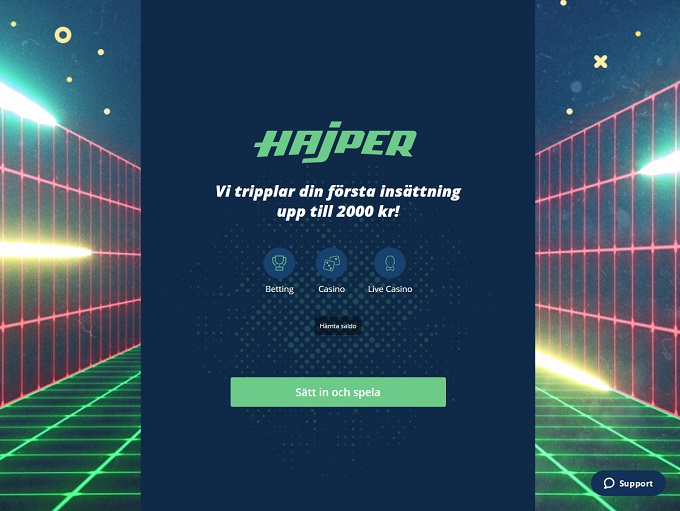 HAJPER
Vi tripplar din första insättning
upp till 2000 kr!
Betting Casino Live Casino
Hämta saldo
Sätt in och spela
Support